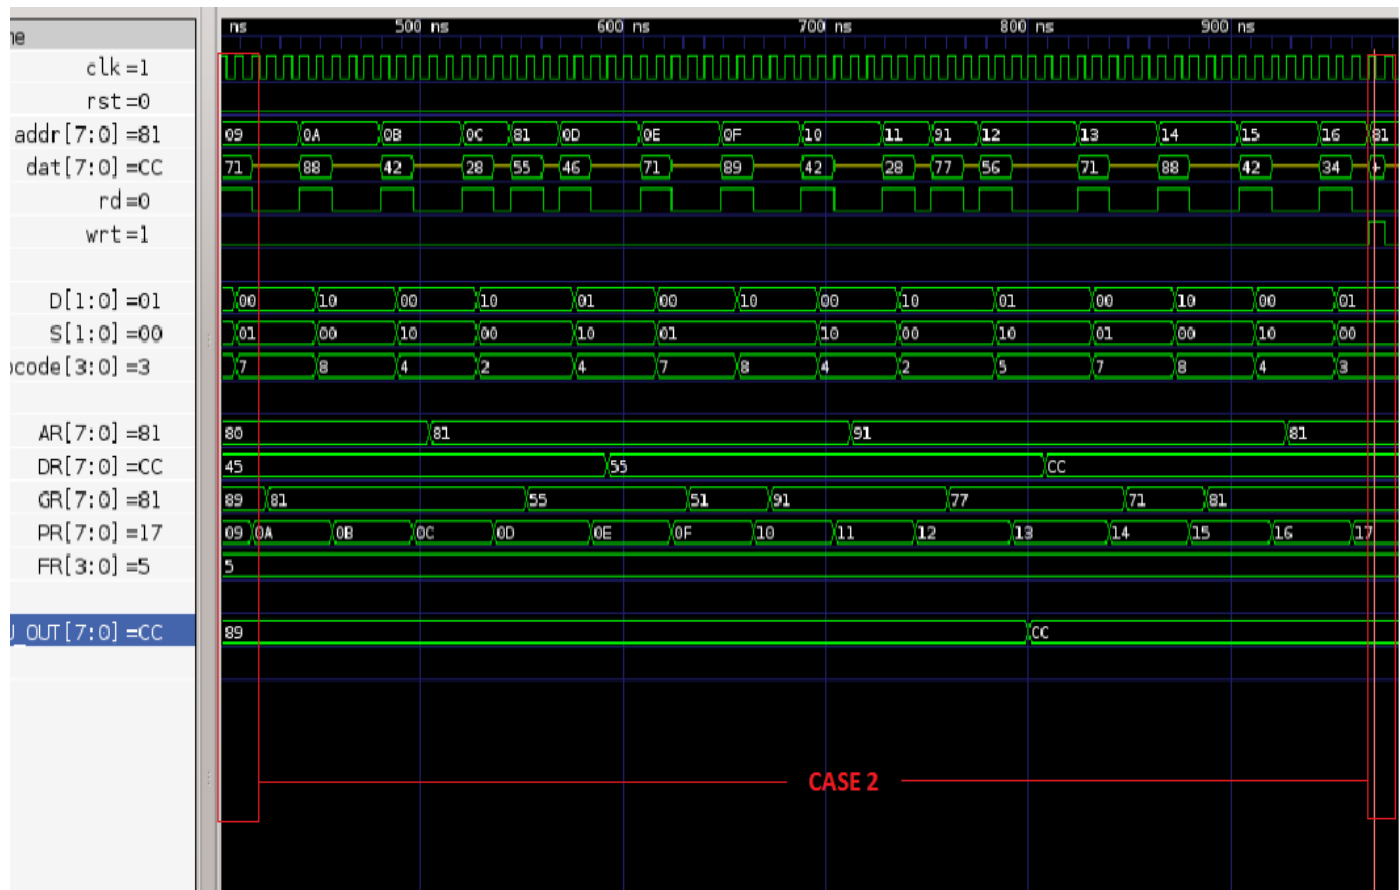 ns 500 ns 600 ns 700 ns 800 ns 900 ns
me
clk=1
rst=0
addr[7:0]=81 09 0A 0B 0C 81 0D 0E 0F 10 11 91 12 13 14 15 16 81
dat[7:0]=CC 71 88 42 28 55 46 71 89 42 28 77 56 71 88 42 34 +
rd=0
wrt=1
D[1:0]=01 00 10 00 10 01 00 10 00 10 01 00 10 00 01
S[1:0]=00 01 00 10 00 10 01 10 00 10 01 00 10 00
ocode[3:0]=3 7 8 4 2 4 7 8 4 2 5 7 8 4 3
AR[7:0]=81 80 81 91 81
DR[7:0]=CC 45 55 CC
GR[7:0]=81 89 81 55 51 91 77 71 81
PR[7:0]=17 09 0A 0B 0C 0D 0E 0F 10 11 12 13 14 15 16 17
FR[3:0]=5 5
U_OUT[7:0]=CC 89 CC
CASE 2